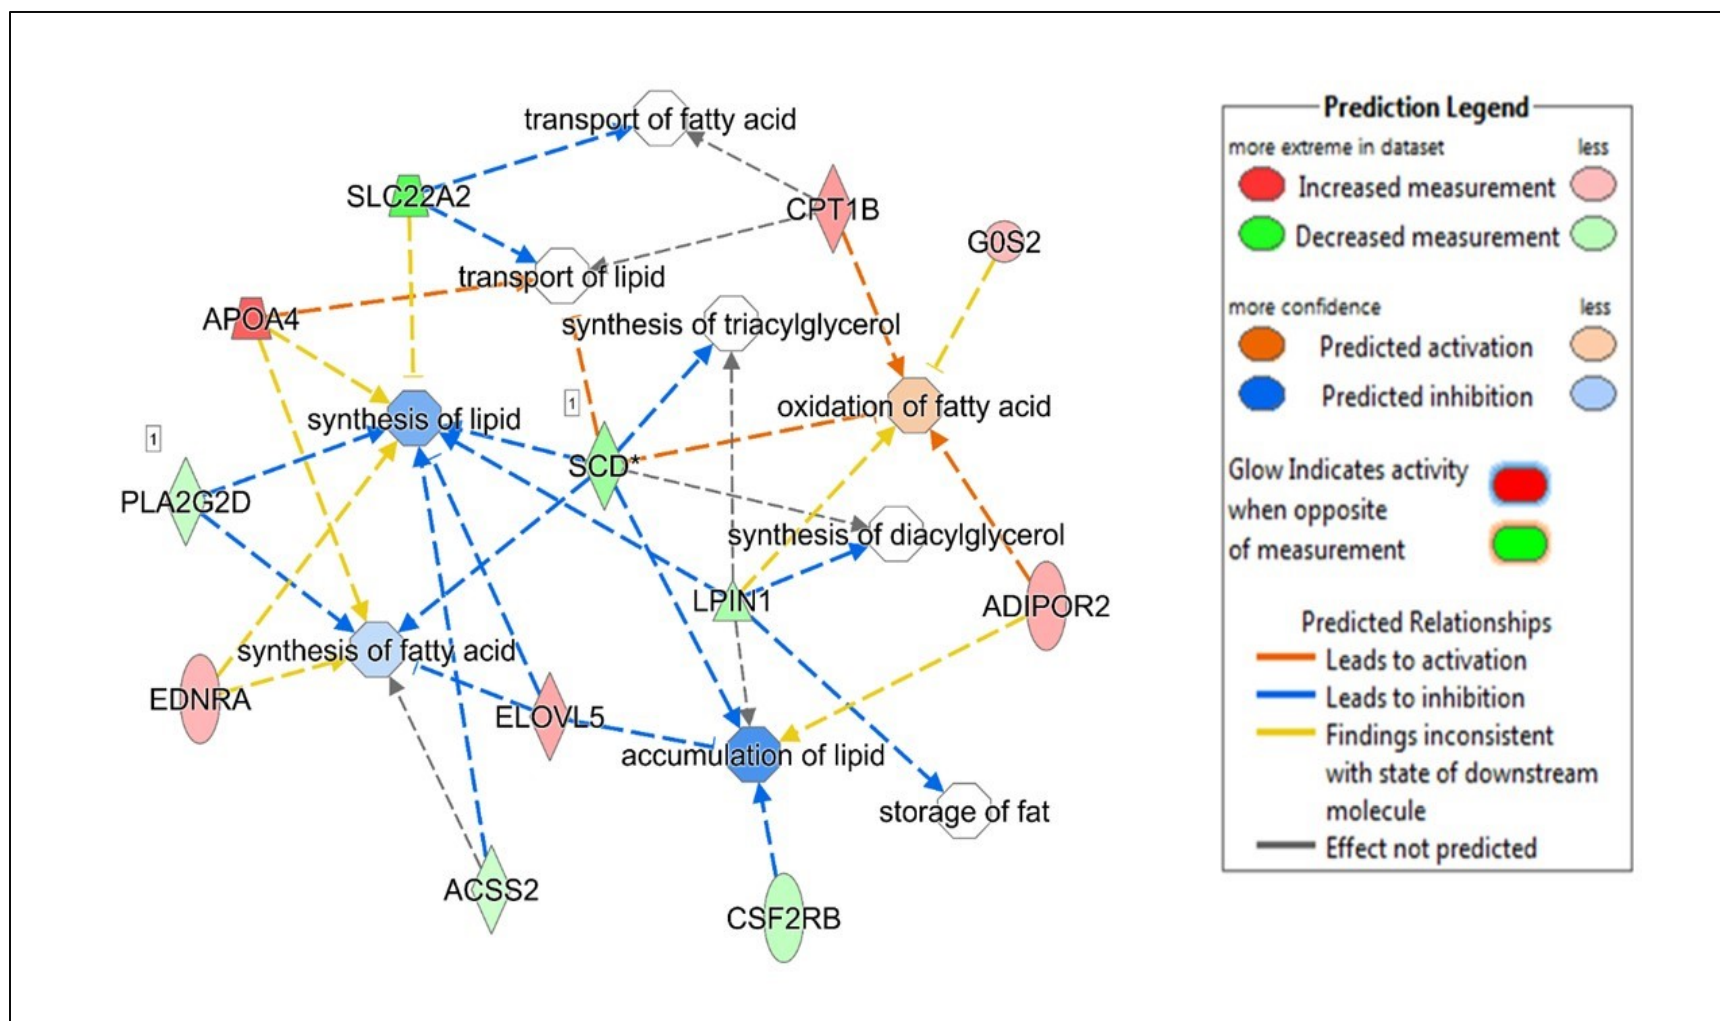 transport of fatty acid
SLC22A2
CPT1B
G0S2
transport of lipid
APOA4
synthesis of triacylglycerol
1
synthesis of lipid
oxidation of fatty acid
1
SCD*
PLA2G2D
synthesis of diacylglycerol
LPIN1
ADIPOR2
synthesis of fatty acid
EDNRA
ELOVL5
accumulation of lipid
storage of fat
ACSS2
CSF2RB
Prediction Legend
more extreme in dataset less
Increased measurement
Decreased measurement
more confidence less
Predicted activation
Predicted inhibition
Glow Indicates activity
when opposite
of measurement
Predicted Relationships
Leads to activation
Leads to inhibition
Findings inconsistent
with state of downstream
molecule
Effect not predicted